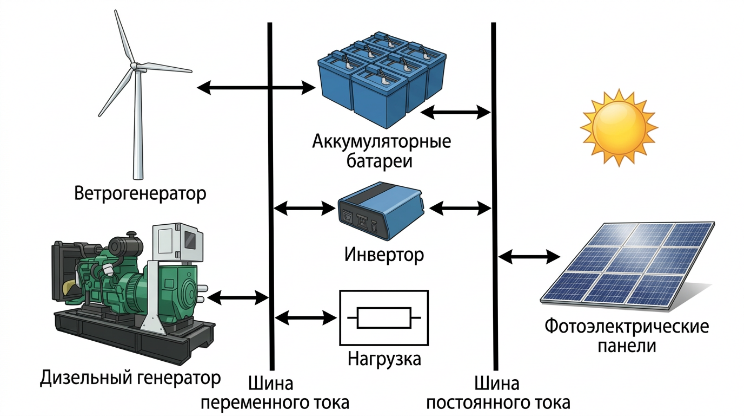 Ветрогенератор
Аккумуляторные
батареи
Инвертор
Дизельный генератор
Нагрузка
Фотоэлектрические
панели
Шина
переменного тока
Шина
постоянного тока